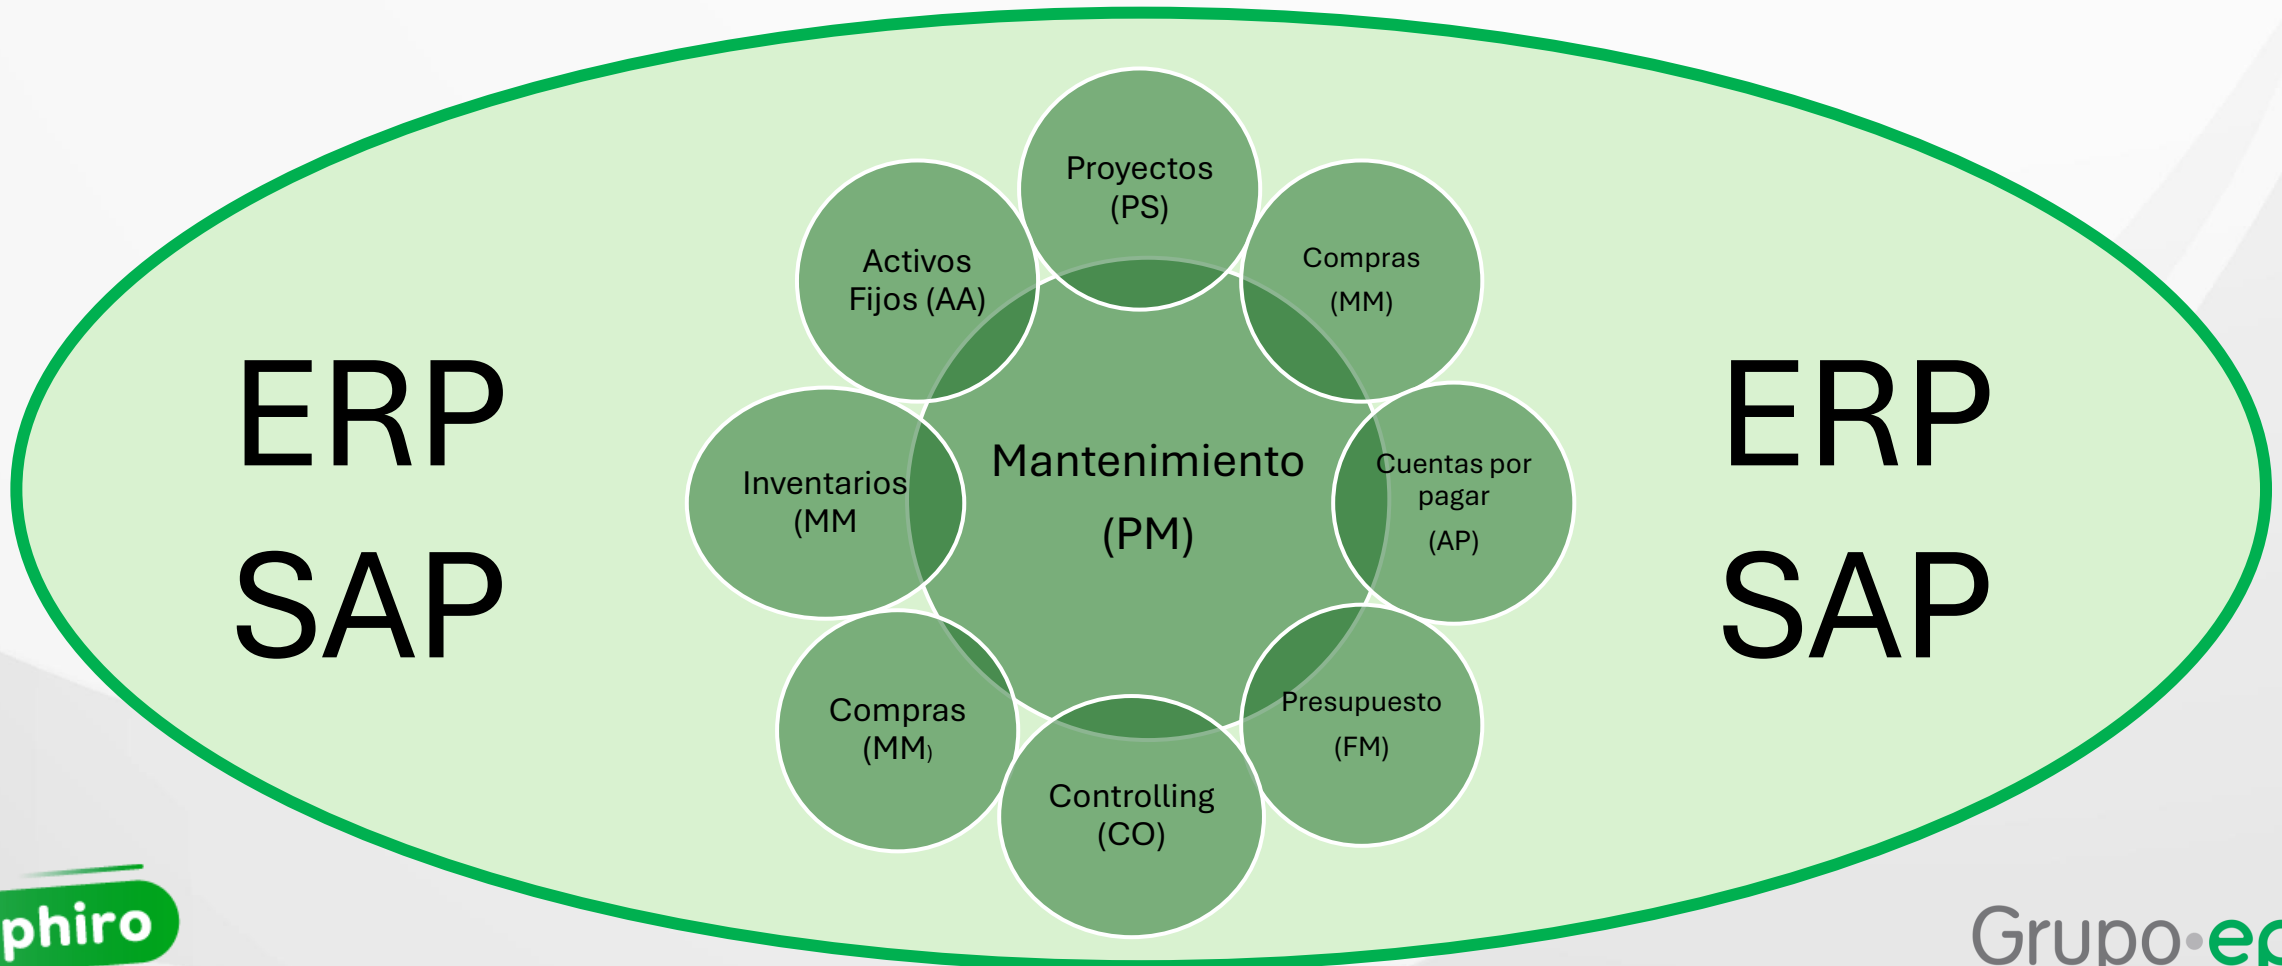 Proyectos
(PS)
Activos
Fijos (AA)
Compras
(MM)
ERP
SAP
Inventarios
(MM
Mantenimiento
(PM)
Cuentas por
pagar
(AP)
ERP
SAP
Compras
(MM)
Controlling
(CO)
Presupuesto
(FM)
phiro
Grupo·ep